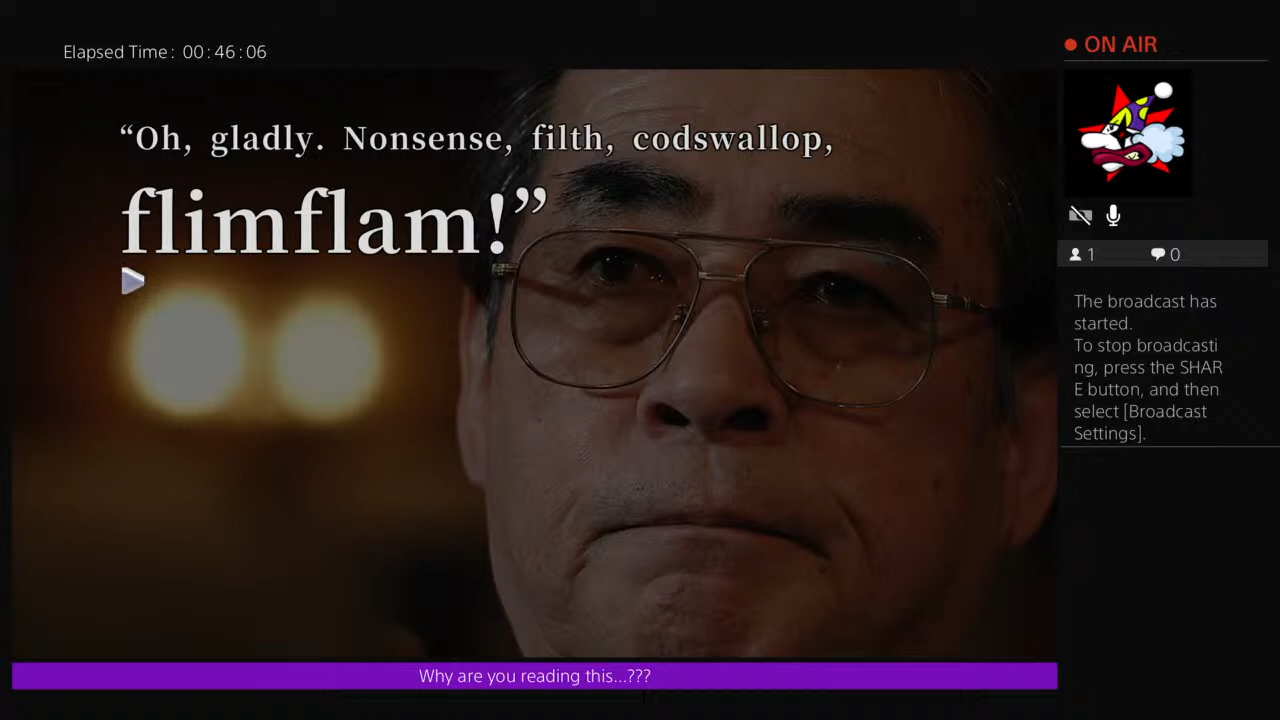 Elapsed Time: 00:46:06
ON AIR
“Oh, gladly. Nonsense, filth, codswallop,
flimflam!”
1 0
The broadcast has
started.
To stop broadcasti
ng, press the SHAR
E button, and then
select [Broadcast
Settings].
Why are you reading this...???